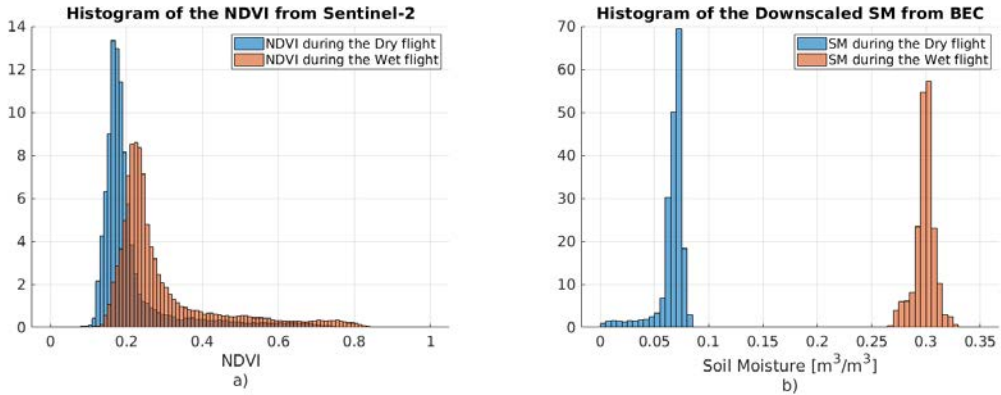 Histogram of the NDVI from Sentinel-2
14
12
10
8
6
4
2
0
NDVI during the Dry flight
NDVI during the Wet flight
0 0.2 0.4 0.6 0.8 1
NDVI
a)
Histogram of the Downscaled SM from BEC
70
60
50
40
30
20
10
0
SM during the Dry flight
SM during the Wet flight
0 0.05 0.1 0.15 0.2 0.25 0.3 0.35
Soil Moisture [m³/m³]
b)